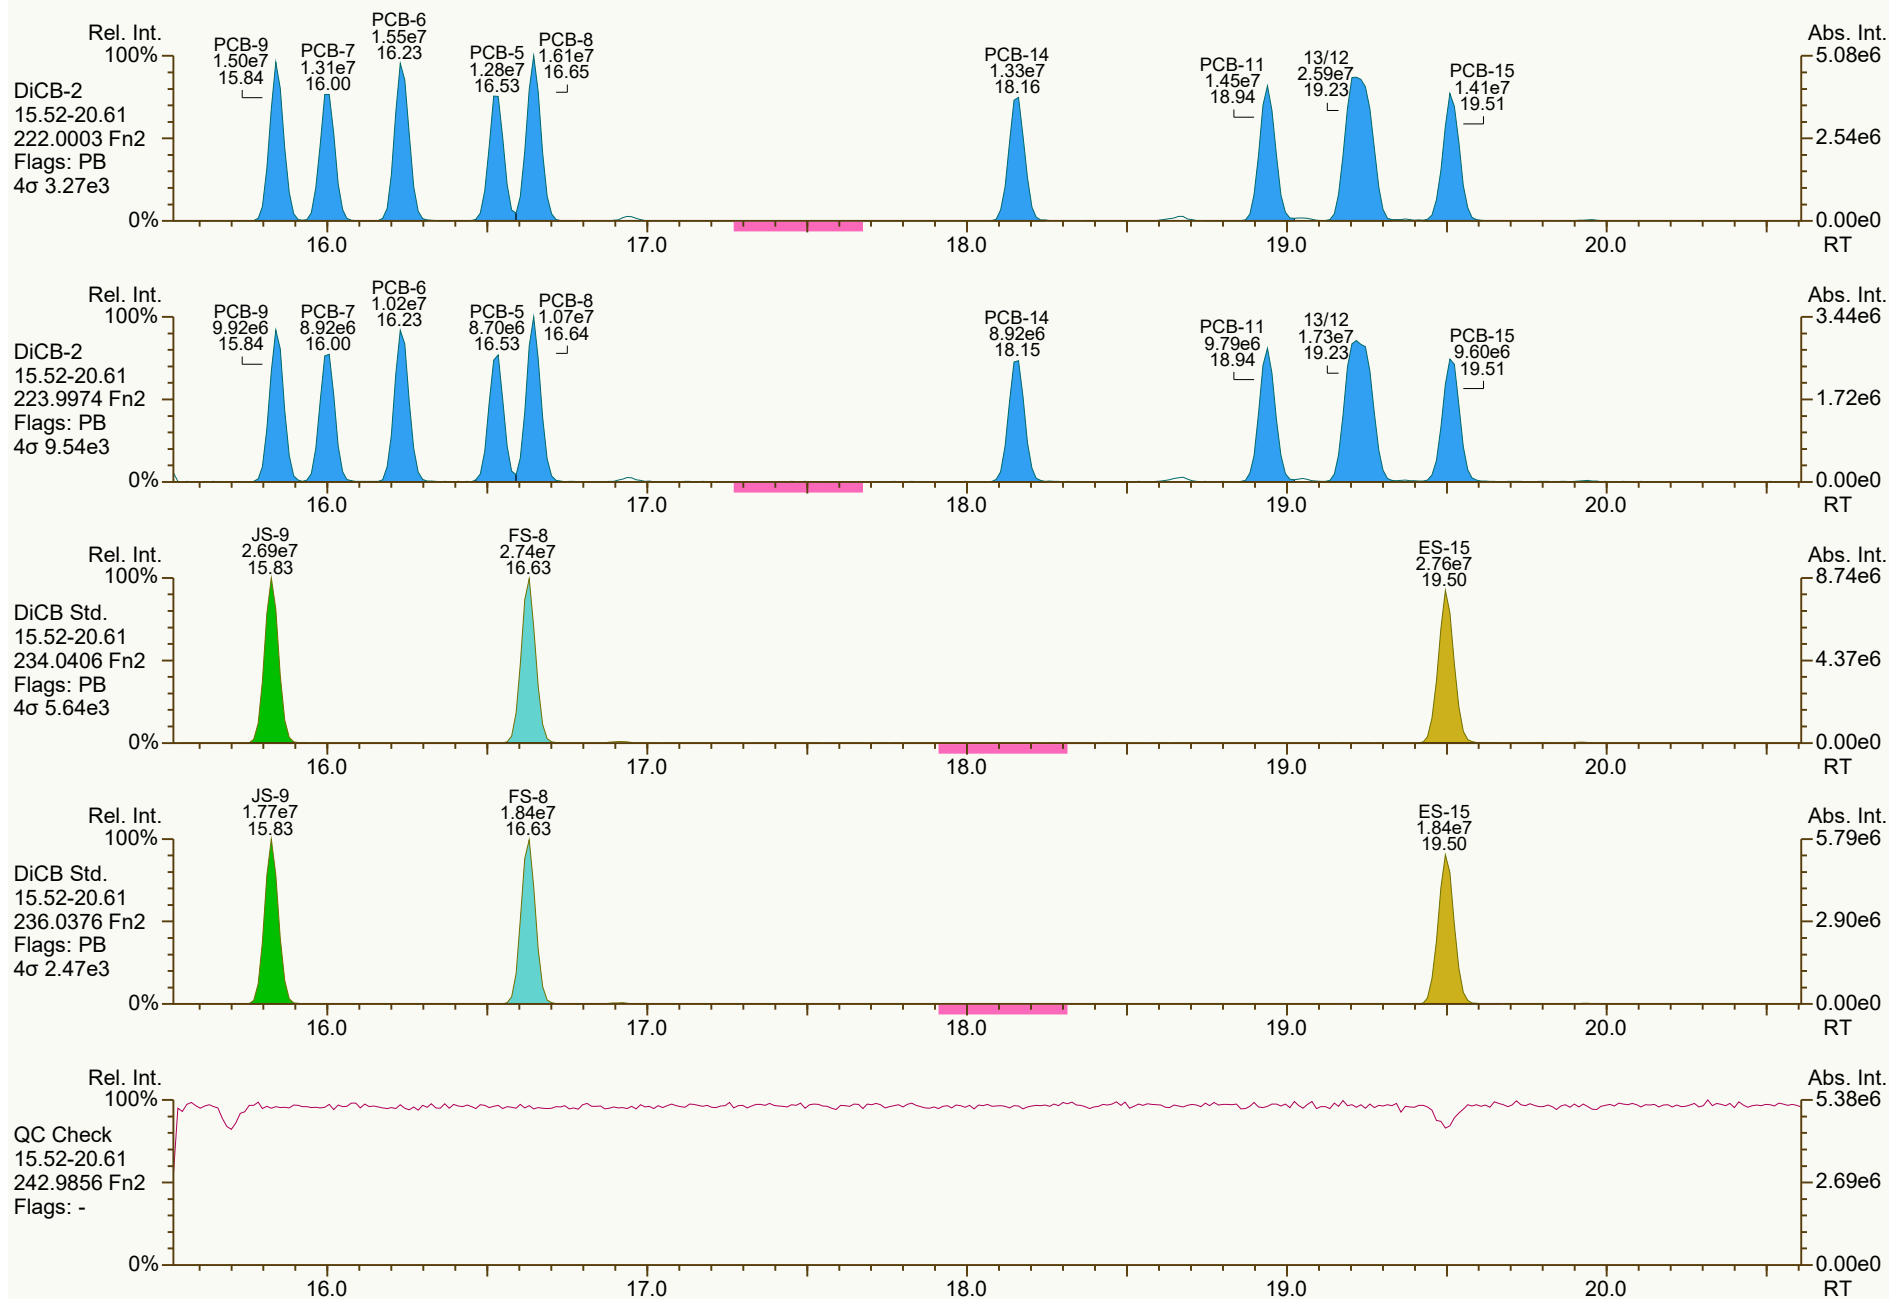 Rel. Int.
100%
0%
DiCB-2
15.52-20.61
222.0003 Fn2
Flags: PB
4σ 3.27e3
PCB-9
1.50e7
15.84
PCB-7
1.31e7
16.00
PCB-6
1.55e7
16.23
PCB-5
1.28e7
16.53
PCB-8
1.61e7
16.65
PCB-14
1.33e7
18.16
PCB-11
1.45e7
18.94
13/12
2.59e7
19.23
PCB-15
1.41e7
19.51
Abs. Int.
5.08e6
2.54e6
0.00e0
16.0 17.0 18.0 19.0 20.0 RT
Rel. Int.
100%
0%
DiCB-2
15.52-20.61
223.9974 Fn2
Flags: PB
4σ 9.54e3
PCB-9
9.92e6
15.84
PCB-7
8.92e6
16.00
PCB-6
1.02e7
16.23
PCB-5
8.70e6
16.53
PCB-8
1.07e7
16.64
PCB-14
8.92e6
18.15
PCB-11
9.79e6
18.94
13/12
1.73e7
19.23
PCB-15
9.60e6
19.51
Abs. Int.
3.44e6
1.72e6
0.00e0
16.0 17.0 18.0 19.0 20.0 RT
Rel. Int.
100%
0%
DiCB Std.
15.52-20.61
234.0406 Fn2
Flags: PB
4σ 5.64e3
JS-9
2.69e7
15.83
FS-8
2.74e7
16.63
ES-15
2.76e7
19.50
Abs. Int.
8.74e6
4.37e6
0.00e0
16.0 17.0 18.0 19.0 20.0 RT
Rel. Int.
100%
0%
DiCB Std.
15.52-20.61
236.0376 Fn2
Flags: PB
4σ 2.47e3
JS-9
1.77e7
15.83
FS-8
1.84e7
16.63
ES-15
1.84e7
19.50
Abs. Int.
5.79e6
2.90e6
0.00e0
16.0 17.0 18.0 19.0 20.0 RT
Rel. Int.
100%
0%
QC Check
15.52-20.61
242.9856 Fn2
Flags: -
Abs. Int.
5.38e6
2.69e6
0.00e0
16.0 17.0 18.0 19.0 20.0 RT